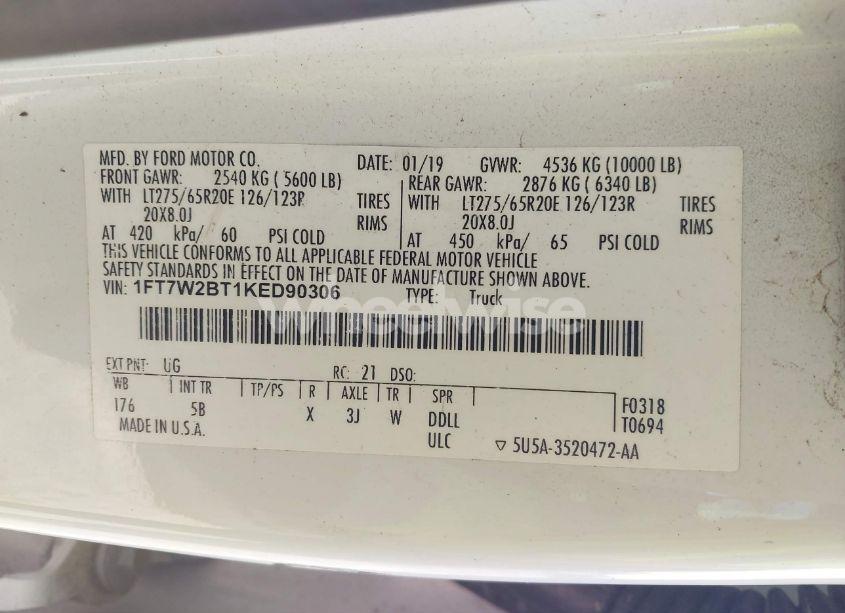 MFD. BY FORD MOTOR CO. DATE: 01/19 GVWR: 4536 KG (10000 LB)
FRONT GAWR: 2540 KG ( 5600 LB) REAR GAWR: 2876 KG ( 6340 LB)
WITH LT275/65R20E 126/123R TIRES WITH LT275/65R20E 126/123R TIRES
20X8.0J RIMS 20X8.0J RIMS
AT 420 kPa/ 60 PSI COLD AT 450 kPa/ 65 PSI COLD
THIS VEHICLE CONFORMS TO ALL APPLICABLE FEDERAL MOTOR VEHICLE
SAFETY STANDARDS IN EFFECT ON THE DATE OF MANUFACTURE SHOWN ABOVE.
VIN: 1FT7W2BT1KED90306 TYPE: Truck
Wheelwise
EXT PNT: UG RC: 21 DSO:
WB INT TR TP/PS R AXLE TR SPR
176 5B X 3J W DDLL F0318
MADE IN U.S.A. ULC T0694
▽ 5U5A-3520472-AA